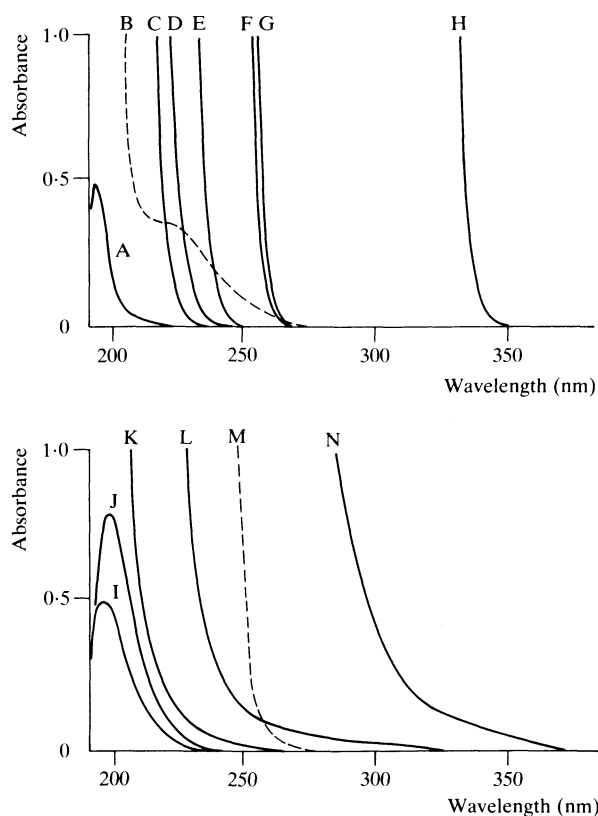 Absorbance
1·0
0·5
0
B C D E F G H
A
200 250 300 350
Wavelength (nm)
Absorbance
1·0
0·5
0
K L M N
J
I
200 250 300 350
Wavelength (nm)